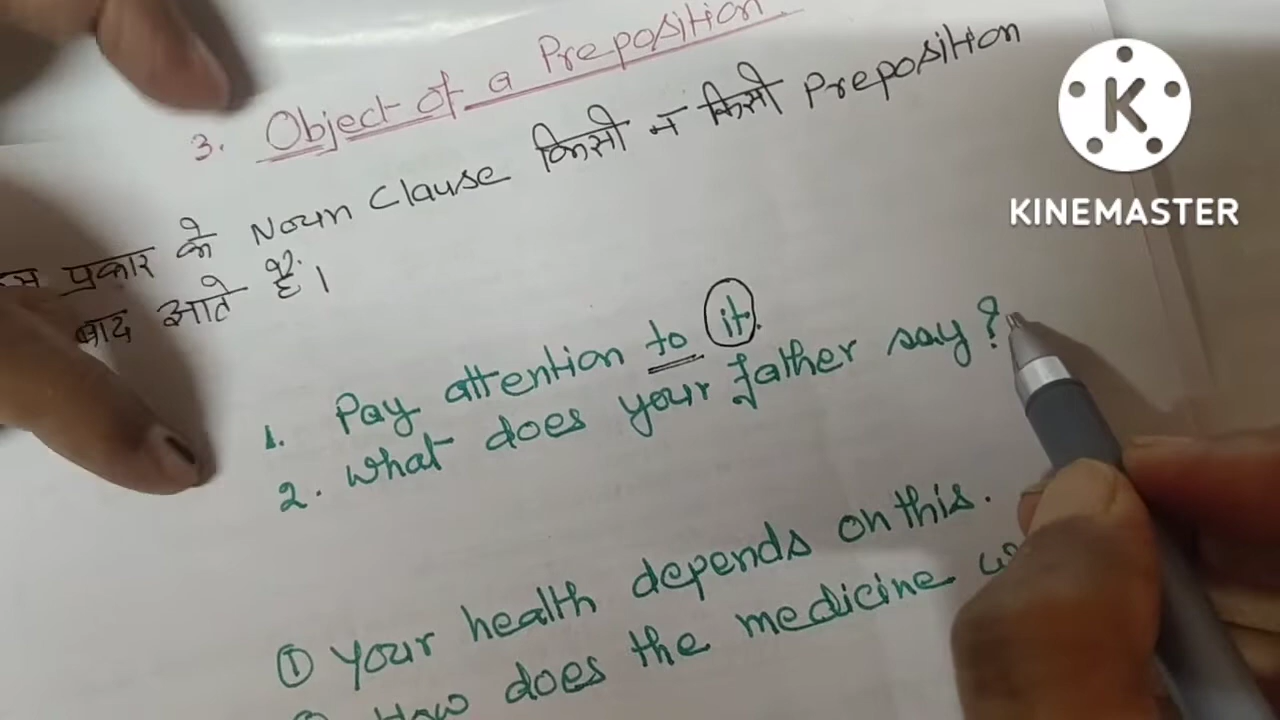 3. Object of a Preposition
प्रकार के Noun Clause किसी न किसी Preposition
बाद आते हैं।
1. Pay attention to it.
2. What does your father say?
① Your health depends on this.
How does the medicine
K
KINEMASTER